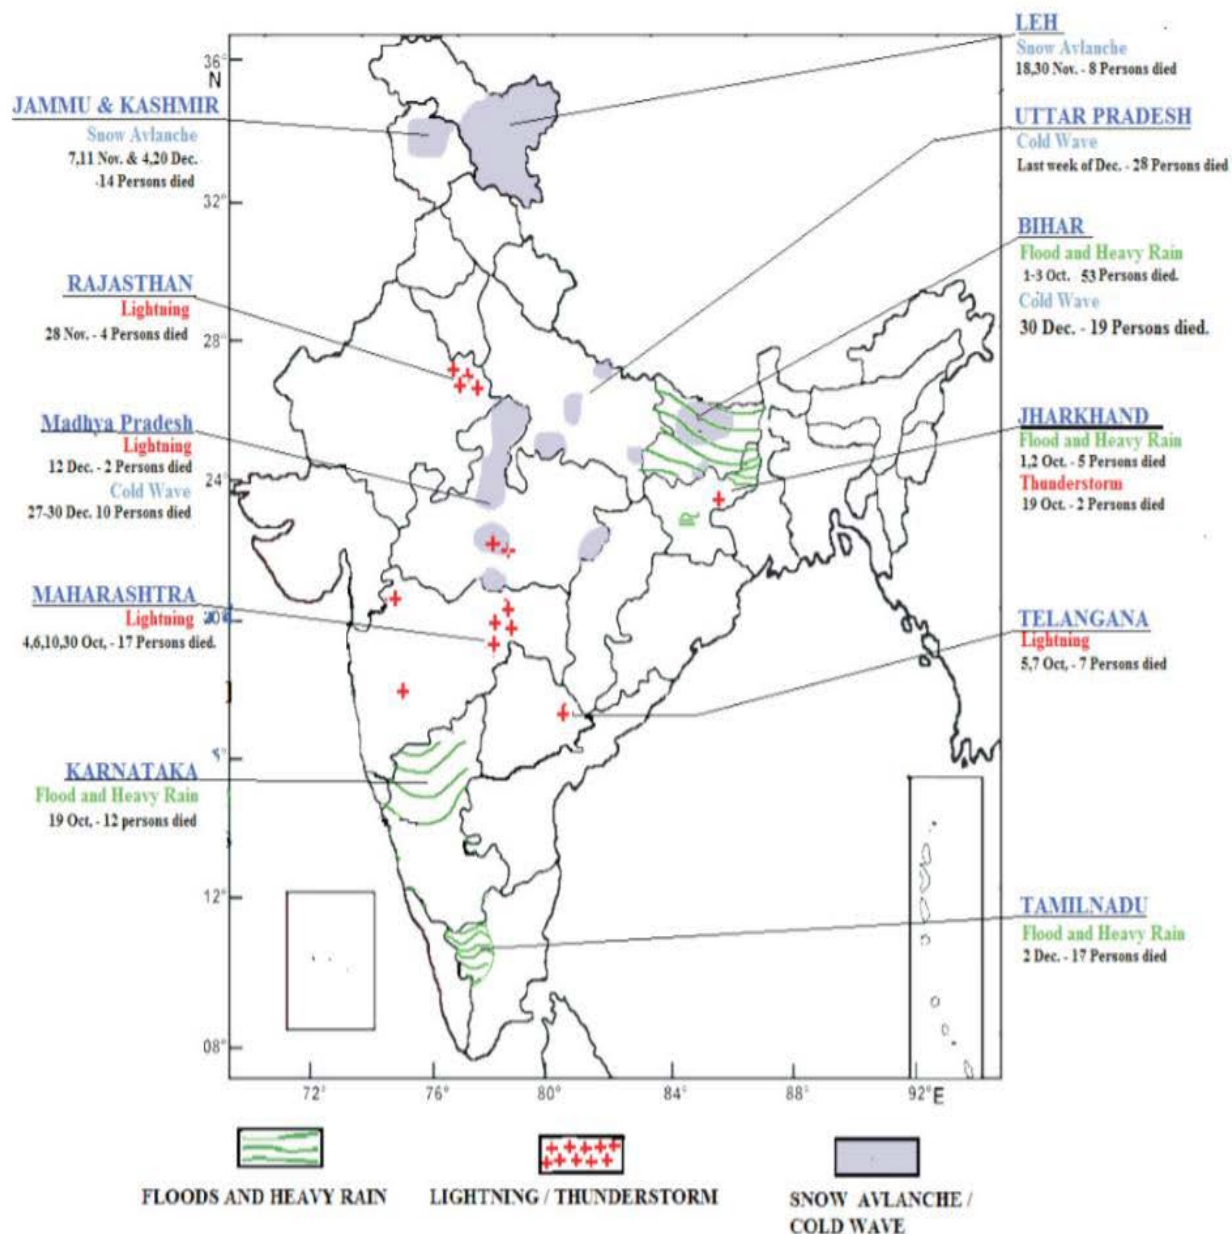 LEH
Snow Avlanche
18,30 Nov. - 8 Persons died
36°
N
JAMMU & KASHMIR
Snow Avlanche
7,11 Nov. & 4,20 Dec.
-14 Persons died
UTTAR PRADESH
Cold Wave
Last week of Dec. - 28 Persons died
32°
BIHAR
Flood and Heavy Rain
1-3 Oct. 53 Persons died.
Cold Wave
30 Dec. - 19 Persons died.
RAJASTHAN
Lightning
28 Nov. - 4 Persons died
28°
Madhya Pradesh
Lightning
12 Dec. - 2 Persons died
Cold Wave
27-30 Dec. 10 Persons died
24°
JHARKHAND
Flood and Heavy Rain
1,2 Oct. - 5 Persons died
Thunderstorm
19 Oct. - 2 Persons died
MAHARASHTRA
Lightning
4,6,10,30 Oct, - 17 Persons died.
TELANGANA
Lightning
5,7 Oct, - 7 Persons died
KARNATAKA
Flood and Heavy Rain
19 Oct, - 12 persons died
12°
TAMILNADU
Flood and Heavy Rain
2 Dec. - 17 Persons died
08°
72° 76° 80° 84° 88° 92°E
FLOODS AND HEAVY RAIN
LIGHTNING / THUNDERSTORM
SNOW AVLANCHE /
COLD WAVE